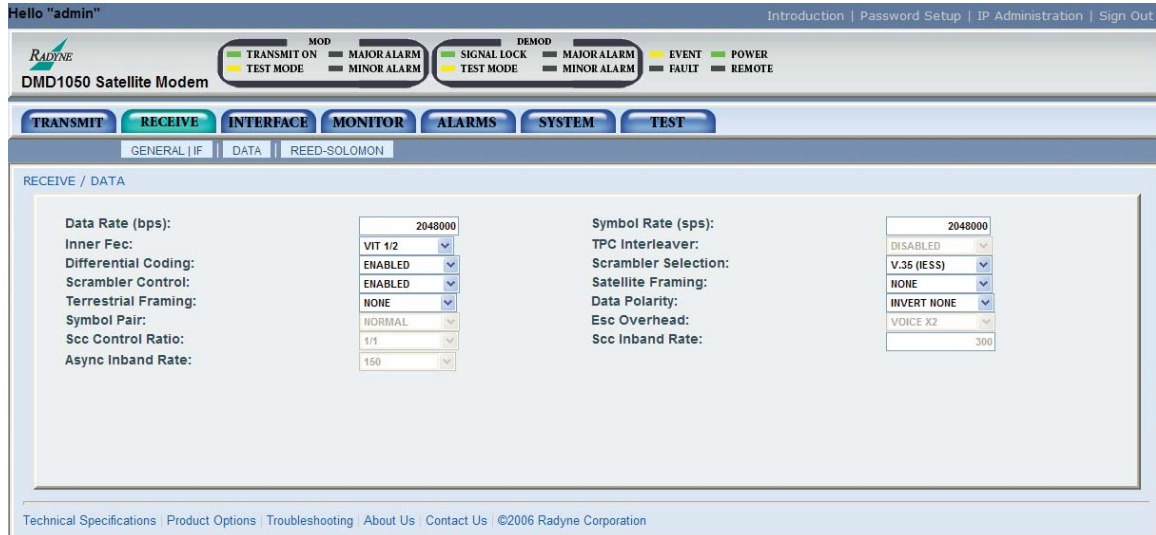 Hello "admin"
Introduction | Password Setup | IP Administration | Sign Out
RADYNE
DMD1050 Satellite Modem
MOD
TRANSMIT ON MAJOR ALARM
TEST MODE MINOR ALARM
DEMOD
SIGNAL LOCK MAJOR ALARM
TEST MODE MINOR ALARM
EVENT POWER
FAULT REMOTE
TRANSMIT RECEIVE INTERFACE MONITOR ALARMS SYSTEM TEST
GENERAL | IF | DATA | REED-SOLOMON
RECEIVE / DATA
Data Rate (bps): 2048000 Symbol Rate (sps): 2048000
Inner Fec: VIT 1/2 TPC Interleaver: DISABLED
Differential Coding: ENABLED Scrambler Selection: V.35 (IESS)
Scrambler Control: ENABLED Satellite Framing: NONE
Terrestrial Framing: NONE Data Polarity: INVERT NONE
Symbol Pair: NORMAL Esc Overhead: VOICE X2
Scc Control Ratio: 1/1 Scc Inband Rate: 300
Async Inband Rate: 150
Technical Specifications | Product Options | Troubleshooting | About Us | Contact Us | ©2006 Radyne Corporation